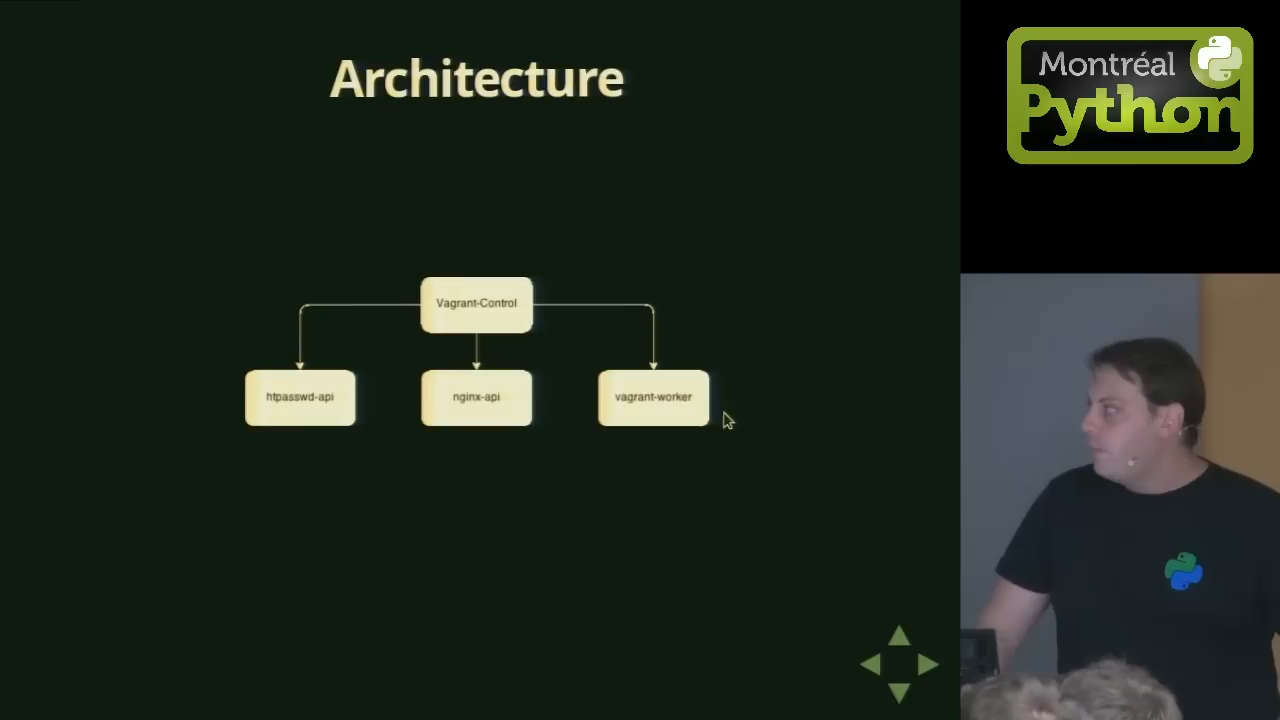 Architecture
Vagrant-Control
htpasswd-api
nginx-api
vagrant-worker
Montréal
Python